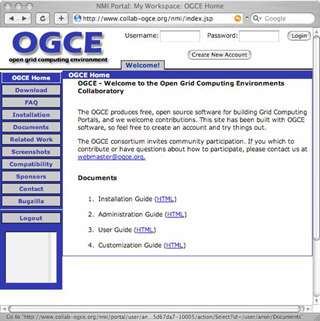 NMI Portal: My Workspace: OGCE Home
http://www.collab-ogce.org/nmi/index.jsp
Google
OGCE
open grid computing environment
Username:
Password:
Login
Create New Account
Welcome!
OGCE Home
Download
FAQ
Installation
Documents
Related Work
Screenshots
Compatibility
Sponsors
Contact
Bugzilla
Logout
OGCE Home
OGCE - Welcome to the Open Grid Computing Environments
Collaboratory
The OGCE produces free, open source software for building Grid Computing
Portals, and we welcome contributions. This site has been built with OGCE
software, so feel free to create an account and try things out.
The OGCE consortium invites community participation. If you which to
contribute or have questions about how to participate, please contact us at
webmaster@ogce.org.
Documents
1. Installation Guide (HTML)
2. Administration Guide (HTML)
3. User Guide (HTML)
4. Customization Guide (HTML)
Go to "http://www.collab-ogce.org/nmi/portal/user/an...5d67da7-10005/action/Select?id=/user/anon/Documents"